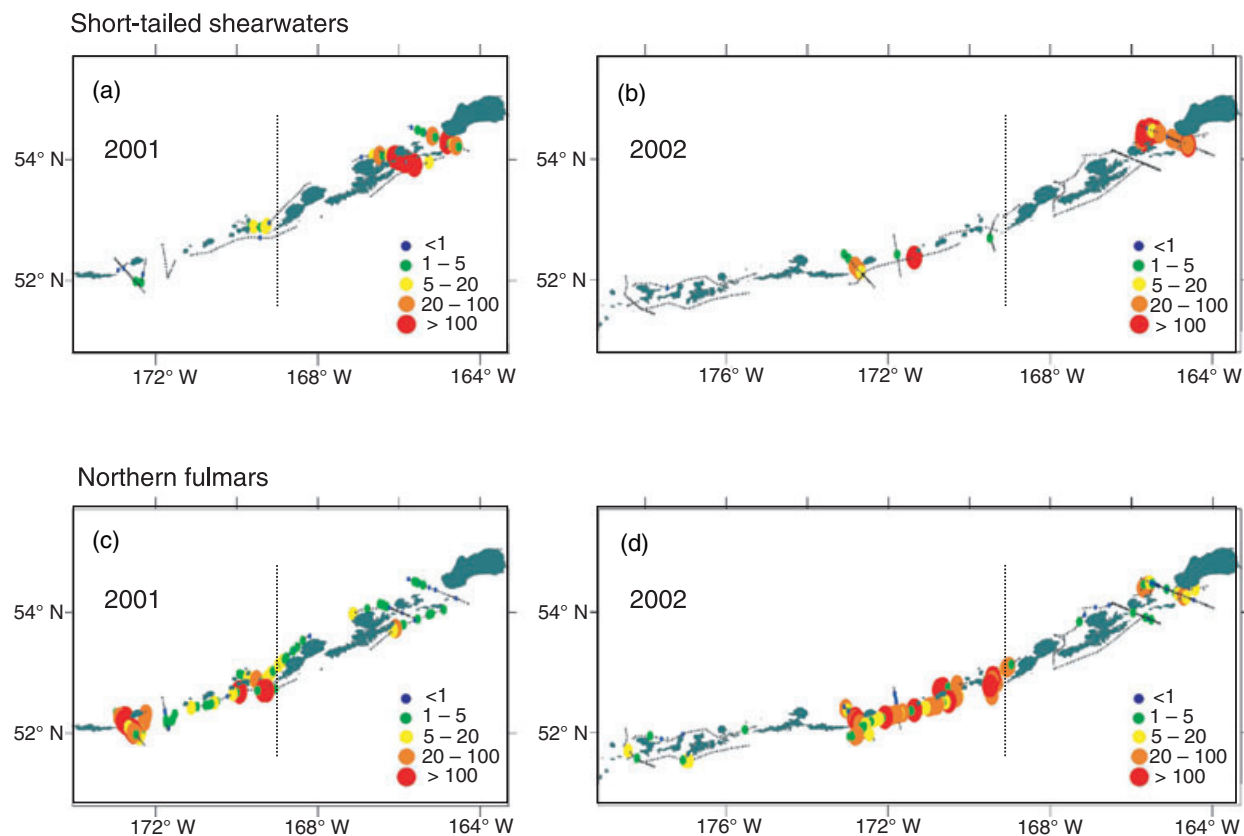 Short-tailed shearwaters
(a)
2001
54° N
52° N
<1
1 – 5
5 – 20
20 – 100
> 100
172° W
168° W
164° W
(b)
2002
54° N
52° N
<1
1 – 5
5 – 20
20 – 100
> 100
176° W
172° W
168° W
164° W
Northern fulmars
(c)
2001
54° N
52° N
<1
1 – 5
5 – 20
20 – 100
> 100
172° W
168° W
164° W
(d)
2002
54° N
52° N
<1
1 – 5
5 – 20
20 – 100
> 100
176° W
172° W
168° W
164° W